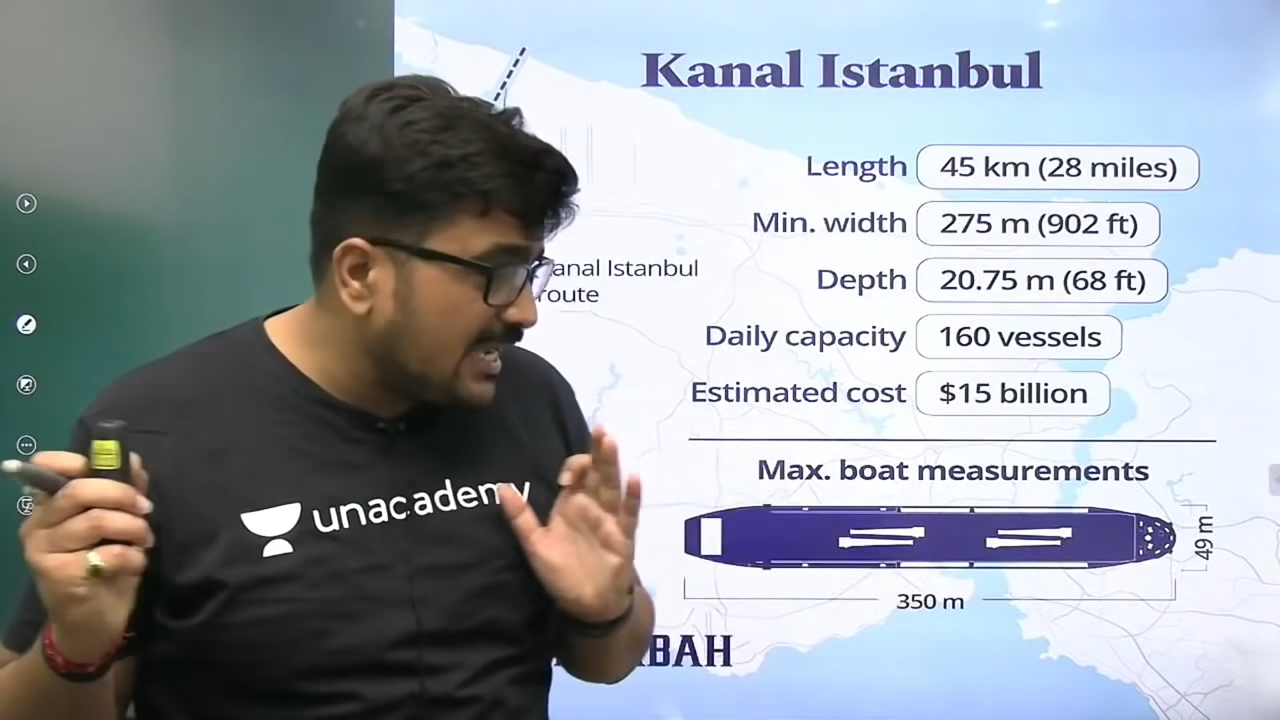 Kanal Istanbul
Length 45 km (28 miles)
Min. width 275 m (902 ft)
anal Istanbul
route
Depth 20.75 m (68 ft)
Daily capacity 160 vessels
Estimated cost $15 billion
Max. boat measurements
unacademy
49 m
350 m